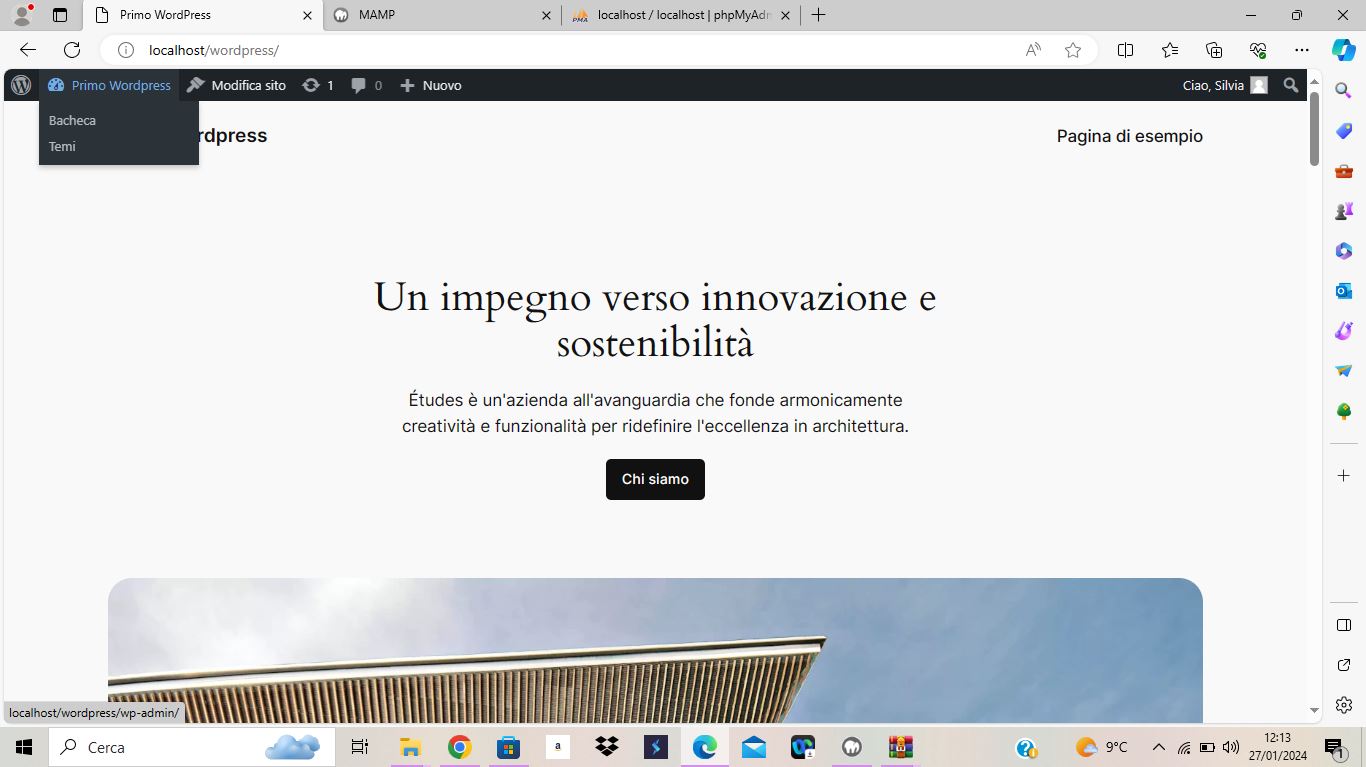 Primo WordPress
MAMP
localhost / localhost | phpMyAdm
localhost/wordpress/
Primo Wordpress
Modifica sito
1
0
Nuovo
Ciao, Silvia
Bacheca
Temi
rdpress
Pagina di esempio
Un impegno verso innovazione e
sostenibilità
Études è un'azienda all'avanguardia che fonde armonicamente
creatività e funzionalità per ridefinire l'eccellenza in architettura.
Chi siamo
localhost/wordpress/wp-admin/
Cerca
9°C
12:13
27/01/2024
1